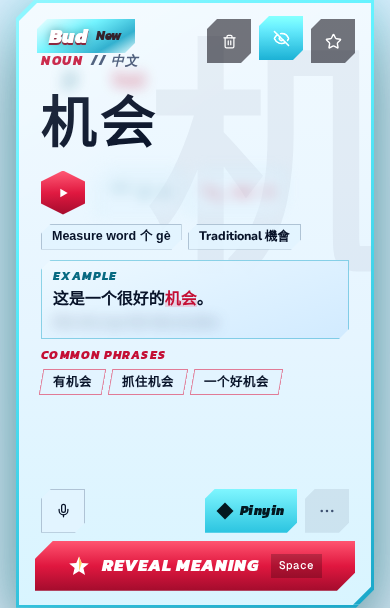 Bud New
NOUN // 中文
机会
Measure word 个 gè
Traditional 機會
EXAMPLE
这是一个很好的机会。
COMMON PHRASES
有机会
抓住机会
一个好机会
Pinyin
REVEAL MEANING Space